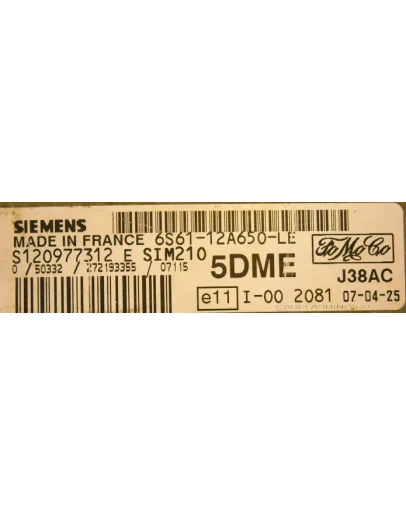 SIEMENS
MADE IN FRANCE 6S61-12A650-LE
S120977312 E SIM210
0 / 50332 / 272193355 / 07115
5DME
FoMoCo
J38AC
e11 I-00 2081 07-04-25